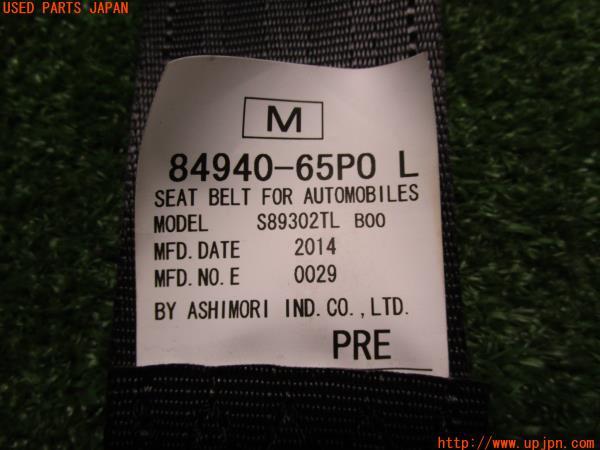 USED PARTS JAPAN
M
84940-65P0 L
SEAT BELT FOR AUTOMOBILES
MODEL S89302TL B00
MFD. DATE 2014
MFD. NO. E 0029
BY ASHIMORI IND. CO., LTD.
PRE
http://www.upjpn.com